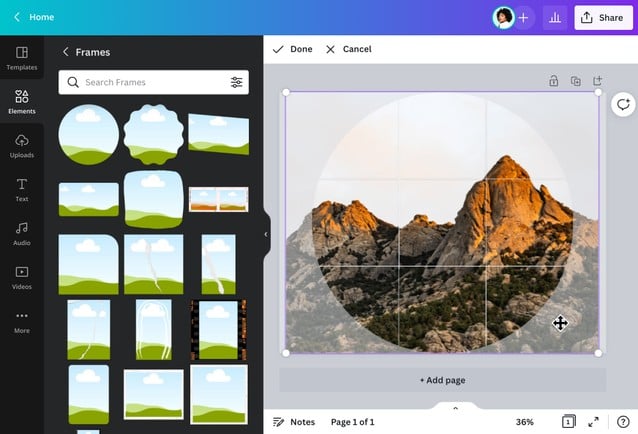 Home
Share
Templates
Elements
Uploads
Text
Audio
Videos
More
Frames
Search Frames
Done
Cancel
+ Add page
Notes
Page 1 of 1
36%
1